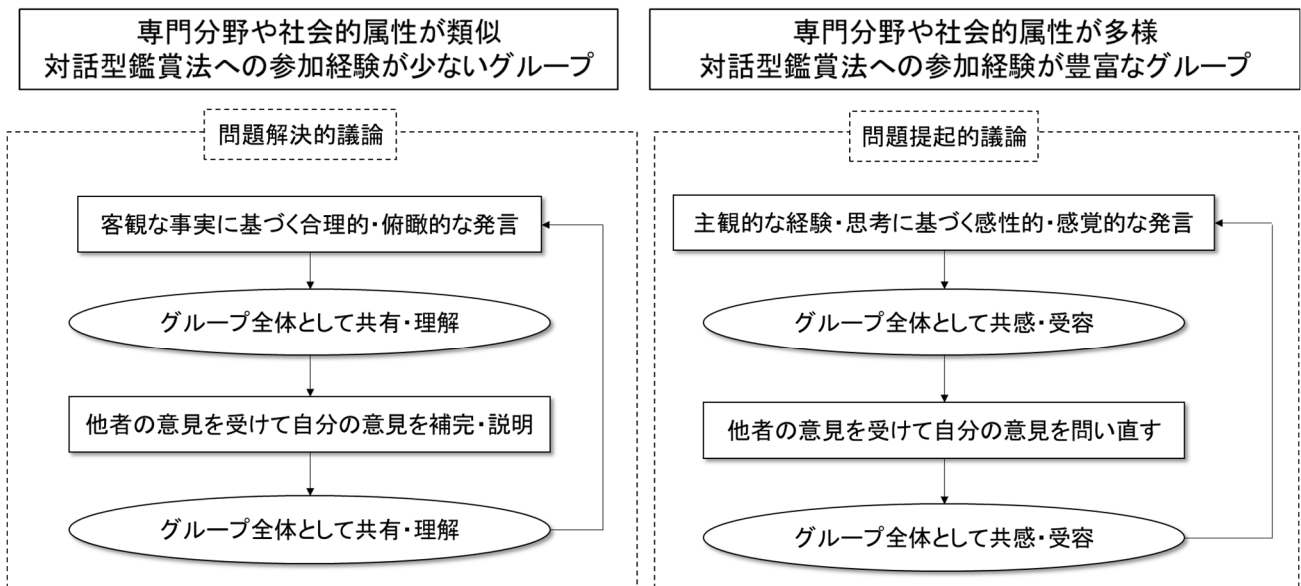 専門分野や社会的属性が類似
対話型鑑賞法への参加経験が少ないグループ
問題解決的議論
客観な事実に基づく合理的・俯瞰的な発言
グループ全体として共有・理解
他者の意見を受けて自分の意見を補完・説明
グループ全体として共有・理解
専門分野や社会的属性が多様
対話型鑑賞法への参加経験が豊富なグループ
問題提起的議論
主観的な経験・思考に基づく感性的・感覚的な発言
グループ全体として共感・受容
他者の意見を受けて自分の意見を問い直す
グループ全体として共感・受容